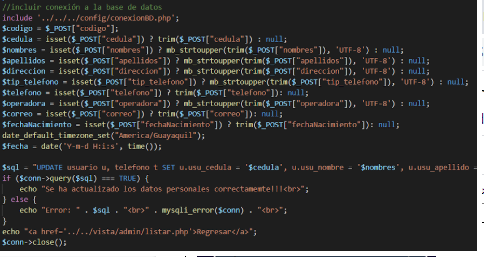 //incluir conexión a la base de datos
include '../../../config/conexionBD.php';
$codigo = $_POST["codigo"];
$cedula = isset($_POST["cedula"]) ? trim($_POST["cedula"]) : null;
$nombres = isset($_POST["nombres"]) ? mb_strtoupper(trim($_POST["nombres"]), 'UTF-8') : null;
$apellidos = isset($_POST["apellidos"]) ? mb_strtoupper(trim($_POST["apellidos"]), 'UTF-8') : null;
$direccion = isset($_POST["direccion"]) ? mb_strtoupper(trim($_POST["direccion"]), 'UTF-8') : null;
$tip_telefono = isset($_POST["tip_telefono"]) ? mb_strtoupper(trim($_POST["tip_telefono"]), 'UTF-8') : null;
$telefono = isset($_POST["telefono"]) ? trim($_POST["telefono"]): null;
$operadora = isset($_POST["operadora"]) ? mb_strtoupper(trim($_POST["operadora"]), 'UTF-8') : null;
$correo = isset($_POST["correo"]) ? trim($_POST["correo"]): null;
$fechaNacimiento = isset($_POST["fechaNacimiento"]) ? trim($_POST["fechaNacimiento"]): null;
date_default_timezone_set("America/Guayaquil");
$fecha = date('Y-m-d H:i:s', time());
$sql = "UPDATE usuario u, telefono t SET u.usu_cedula = '$cedula', u.usu_nombre = '$nombres', u.usu_apellido =
if ($conn->query($sql) === TRUE) {
echo "Se ha actualizado los datos personales correctamemte!!!<br>";
} else {
echo "Error: " . $sql . "<br>" . mysqli_error($conn) . "<br>";
}
echo "<a href='../../vista/admin/listar.php'>Regresar</a>";
$conn->close();